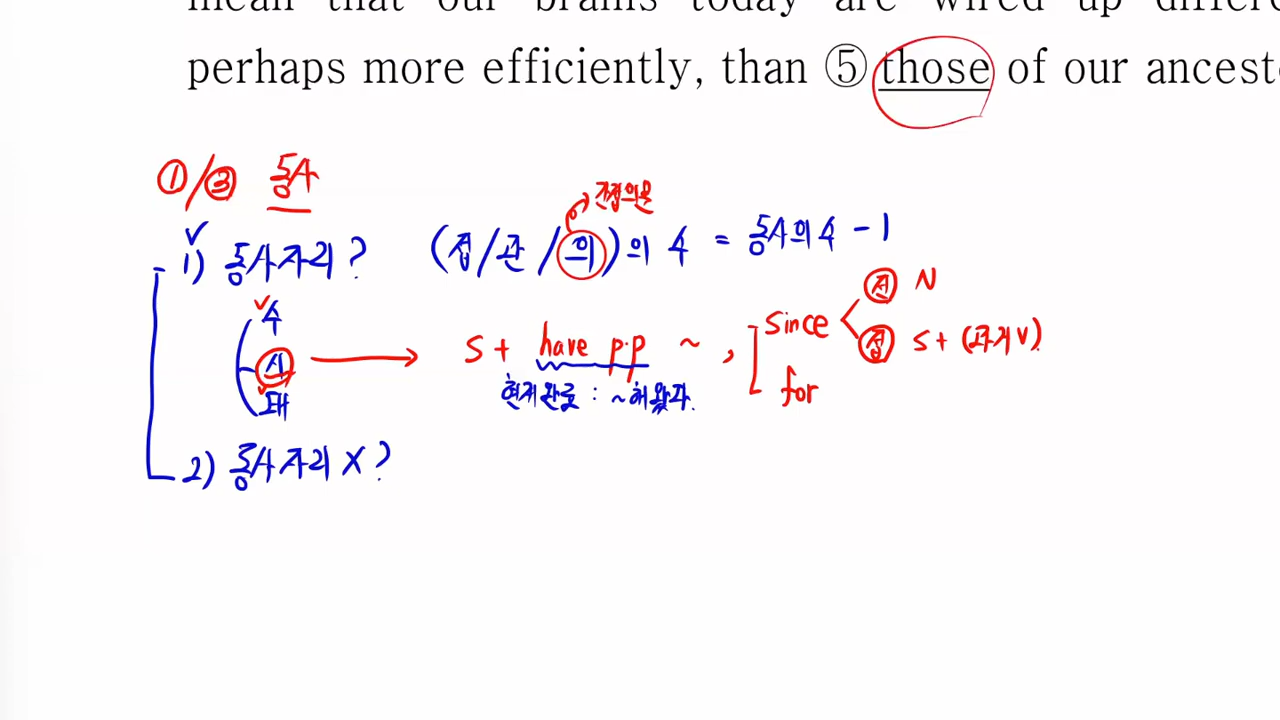 mean that our brains today are wired up differe
perhaps more efficiently, than ⑤ those of our ancest
①/③ 동사
간접의문
1) 동사자리? (접/관/의)의 수 = 동사의 수 - 1
수
시 → S + have p.p ~ , since 전 N
접 S + (과거V)
현재완료 : ~해왔다. for
태
2) 동사자리 X?